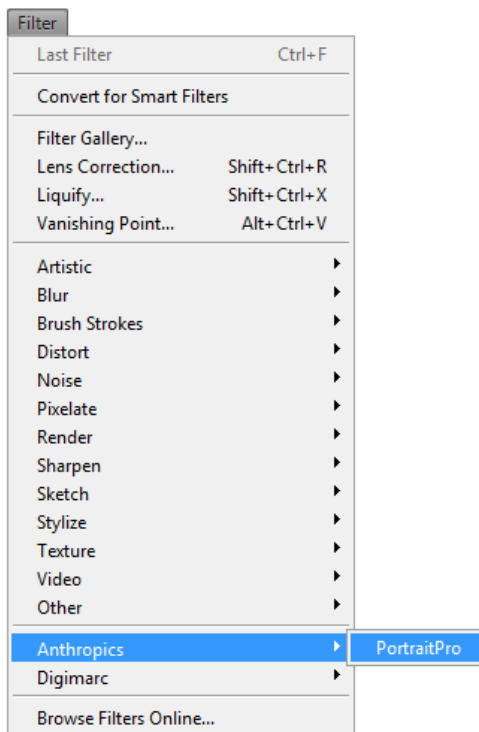 Filter
Last Filter Ctrl+F
Convert for Smart Filters
Filter Gallery...
Lens Correction... Shift+Ctrl+R
Liquify... Shift+Ctrl+X
Vanishing Point... Alt+Ctrl+V
Artistic
Blur
Brush Strokes
Distort
Noise
Pixelate
Render
Sharpen
Sketch
Stylize
Texture
Video
Other
Anthropics PortraitPro
Digimarc
Browse Filters Online...